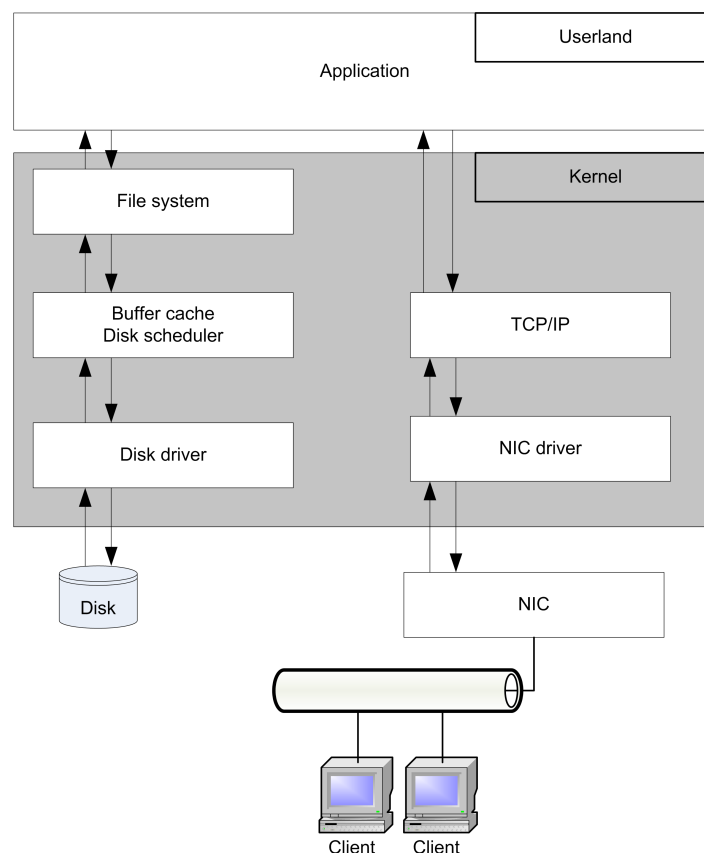 Userland
Application
Kernel
File system
Buffer cache
Disk scheduler
TCP/IP
Disk driver
NIC driver
Disk
NIC
Client
Client